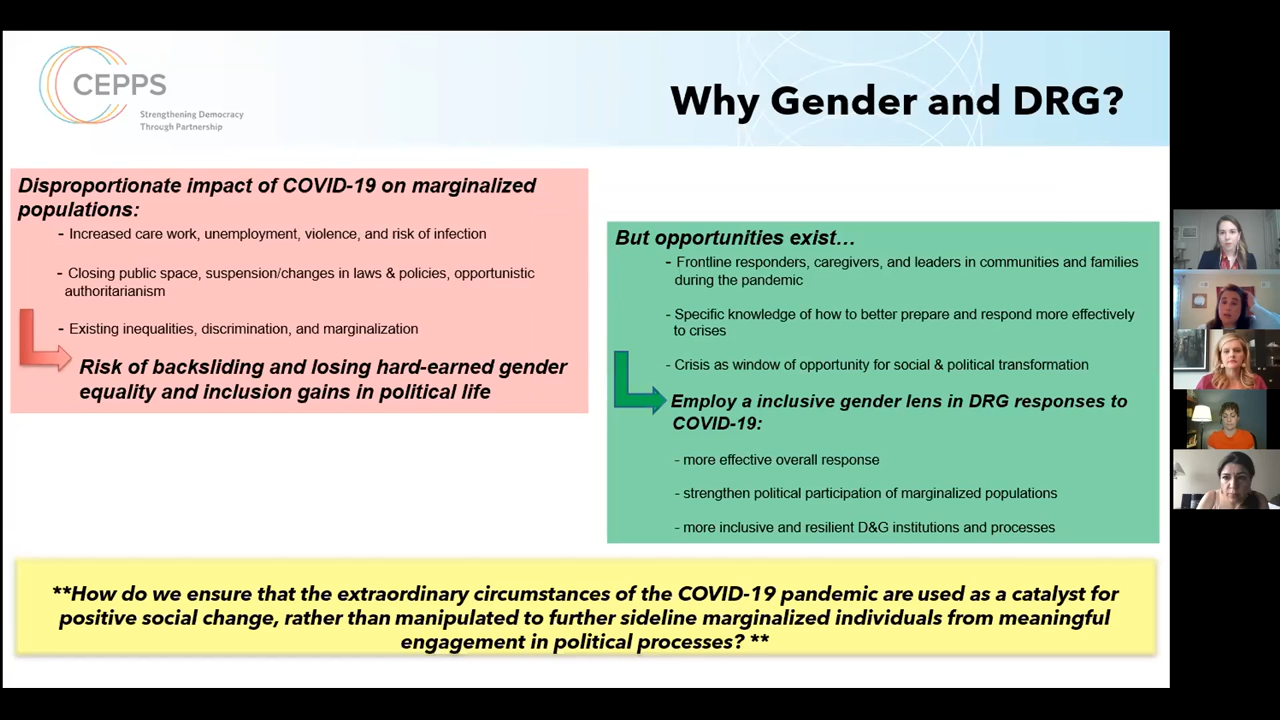 CEPPS
Strengthening Democracy
Through Partnership
Why Gender and DRG?
Disproportionate impact of COVID-19 on marginalized
populations:
- Increased care work, unemployment, violence, and risk of infection
- Closing public space, suspension/changes in laws & policies, opportunistic
authoritarianism
- Existing inequalities, discrimination, and marginalization
Risk of backsliding and losing hard-earned gender
equality and inclusion gains in political life
But opportunities exist…
- Frontline responders, caregivers, and leaders in communities and families
during the pandemic
- Specific knowledge of how to better prepare and respond more effectively
to crises
- Crisis as window of opportunity for social & political transformation
Employ a inclusive gender lens in DRG responses to
COVID-19:
- more effective overall response
- strengthen political participation of marginalized populations
- more inclusive and resilient D&G institutions and processes
**How do we ensure that the extraordinary circumstances of the COVID-19 pandemic are used as a catalyst for
positive social change, rather than manipulated to further sideline marginalized individuals from meaningful
engagement in political processes? **